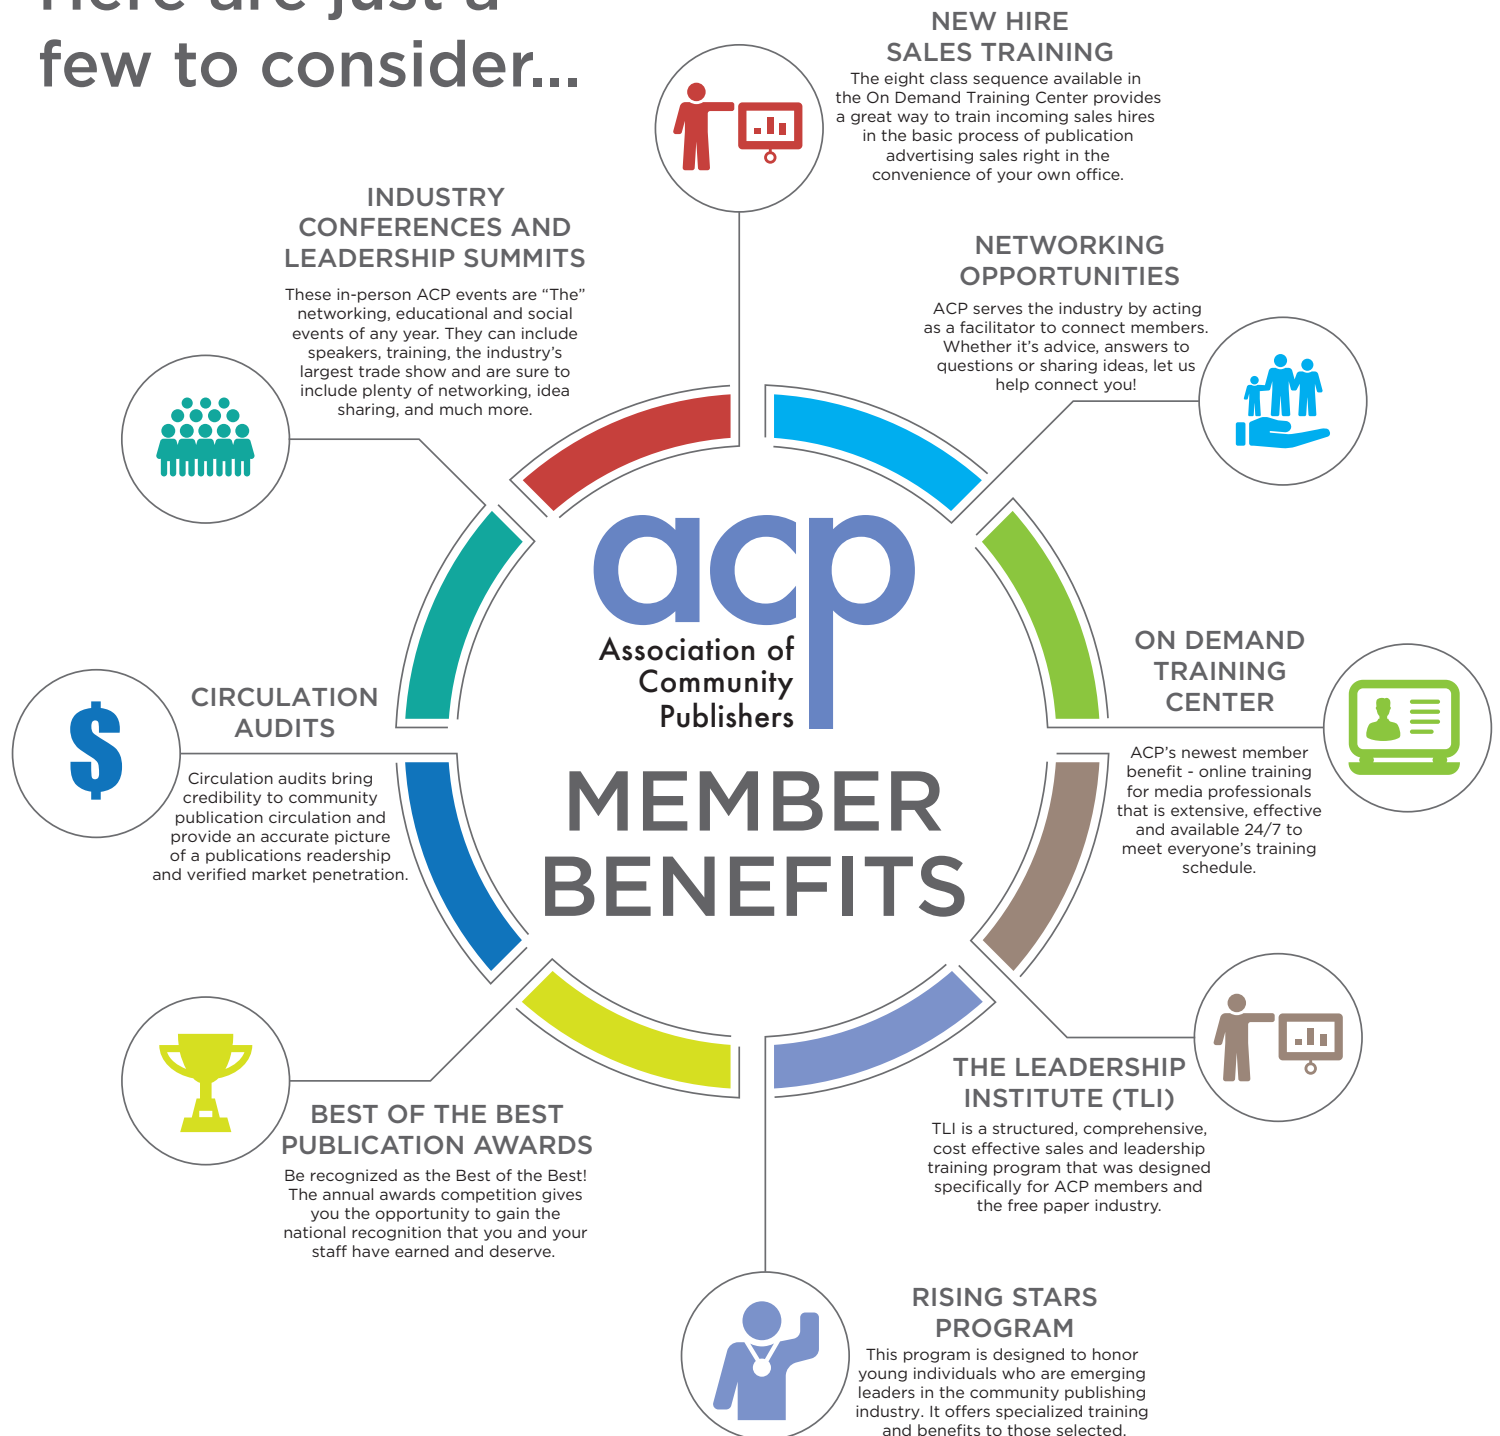 Here are just a
few to consider...
NEW HIRE
SALES TRAINING
The eight class sequence available in
the On Demand Training Center provides
a great way to train incoming sales hires
in the basic process of publication
advertising sales right in the
convenience of your own office.
INDUSTRY
CONFERENCES AND
LEADERSHIP SUMMITS
These in-person ACP events are “The”
networking, educational and social
events of any year. They can include
speakers, training, the industry’s
largest trade show and are sure to
include plenty of networking, idea
sharing, and much more.
NETWORKING
OPPORTUNITIES
ACP serves the industry by acting
as a facilitator to connect members.
Whether it’s advice, answers to
questions or sharing ideas, let us
help connect you!
acp
Association of
Community
Publishers
MEMBER
BENEFITS
ON DEMAND
TRAINING
CENTER
ACP’s newest member
benefit - online training
for media professionals
that is extensive, effective
and available 24/7 to
meet everyone’s training
schedule.
$
CIRCULATION
AUDITS
Circulation audits bring
credibility to community
publication circulation and
provide an accurate picture
of a publications readership
and verified market penetration.
THE LEADERSHIP
INSTITUTE (TLI)
TLI is a structured, comprehensive,
cost effective sales and leadership
training program that was designed
specifically for ACP members and
the free paper industry.
BEST OF THE BEST
PUBLICATION AWARDS
Be recognized as the Best of the Best!
The annual awards competition gives
you the opportunity to gain the
national recognition that you and your
staff have earned and deserve.
RISING STARS
PROGRAM
This program is designed to honor
young individuals who are emerging
leaders in the community publishing
industry. It offers specialized training
and benefits to those selected.